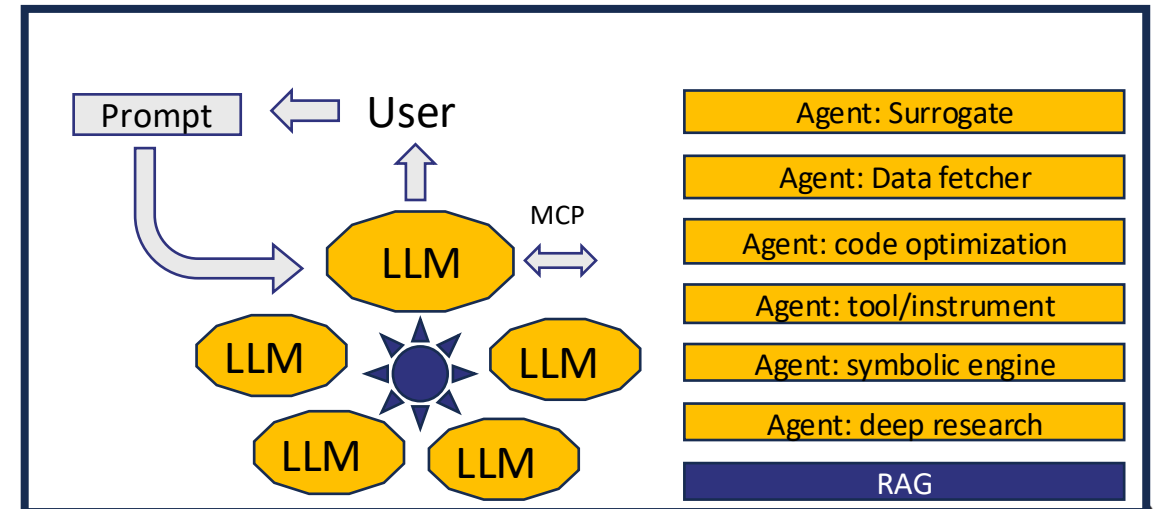 Prompt
User
MCP
LLM
LLM
LLM
LLM
LLM
Agent: Surrogate
Agent: Data fetcher
Agent: code optimization
Agent: tool/instrument
Agent: symbolic engine
Agent: deep research
RAG